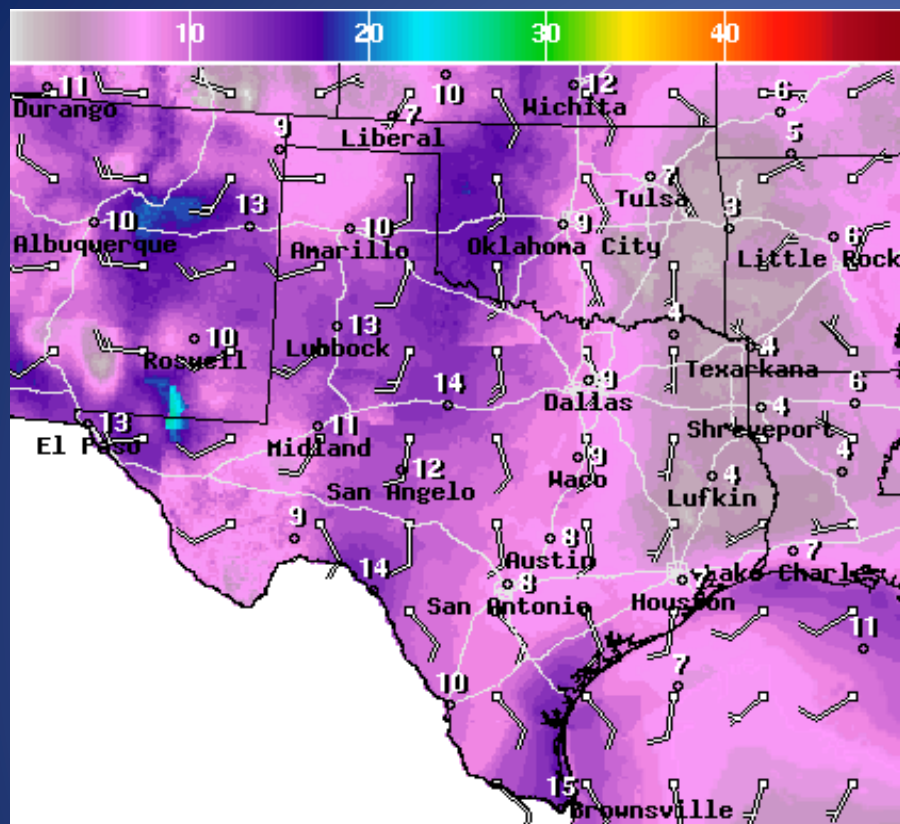 10 20 30 40
11 10 12 6
Durango Liberal 7 Wichita
9 5
7
Tulsa
10 13 10 9 3 6
Albuquerque Amarillo Oklahoma City Little Rock
10 13 4 4
Roswell Lubbock Texarkana
14 9 6
Dallas 4
13 11 Shreveport
El Paso Midland
12 9 4 4
San Angelo Waco Lufkin
9 8 7
Austin
14 8 7 Lake Charles
San Antonio Houston
11
10 7
15
Brownsville